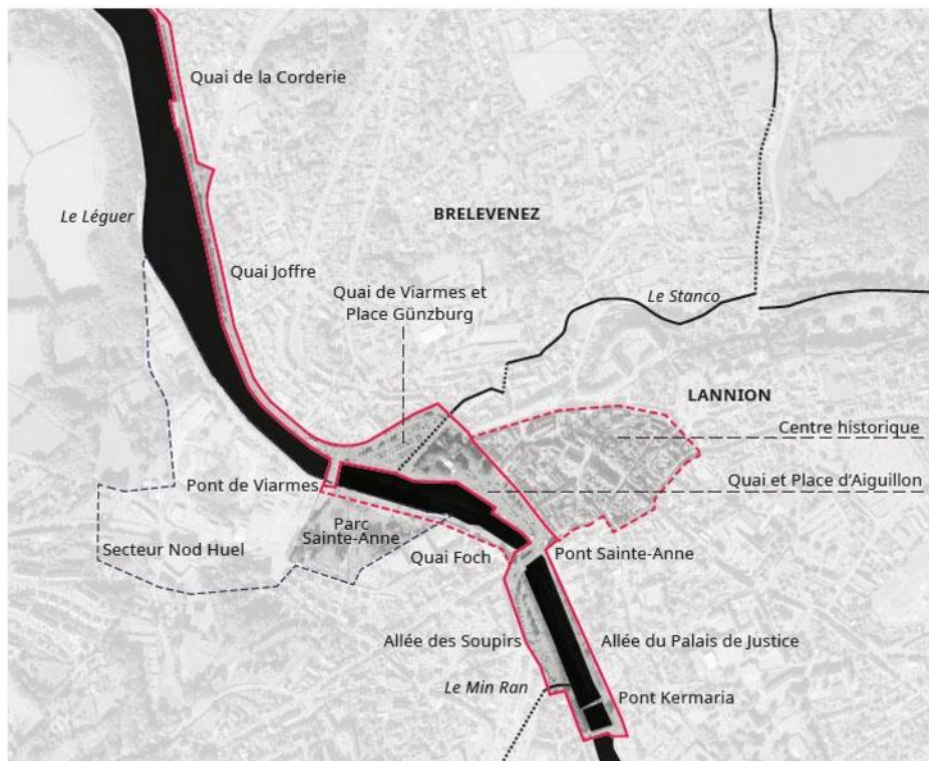 Quai de la Corderie
Le Léguer
BRELEVENEZ
Quai Joffre
Quai de Viarmes et
Place Günzburg
Le Stanco
LANNION
Centre historique
Pont de Viarmes
Quai et Place d'Aiguillon
Parc
Sainte-Anne
Secteur Nod Huel
Quai Foch
Pont Sainte-Anne
Allée des Soupirs
Allée du Palais de Justice
Le Min Ran
Pont Kermaria